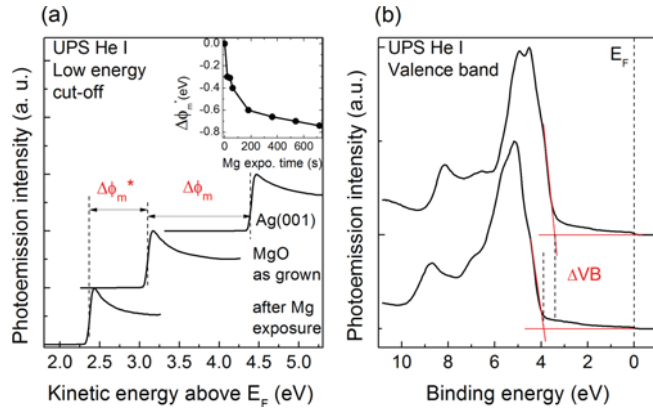 (a)
UPS He I
Low energy
cut-off
Photoemission intensity (a. u.)
Δϕm* (eV)
0.0
-0.2
-0.4
-0.6
-0.8
0 200 400 600
Mg expo. time (s)
Δϕm*
Δϕm
Ag(001)
MgO
as grown
after Mg
exposure
2.0 2.5 3.0 3.5 4.0 4.5 5.0
Kinetic energy above EF (eV)
(b)
UPS He I
Valence band
EF
Photoemission intensity (a. u.)
ΔVB
10 8 6 4 2 0
Binding energy (eV)